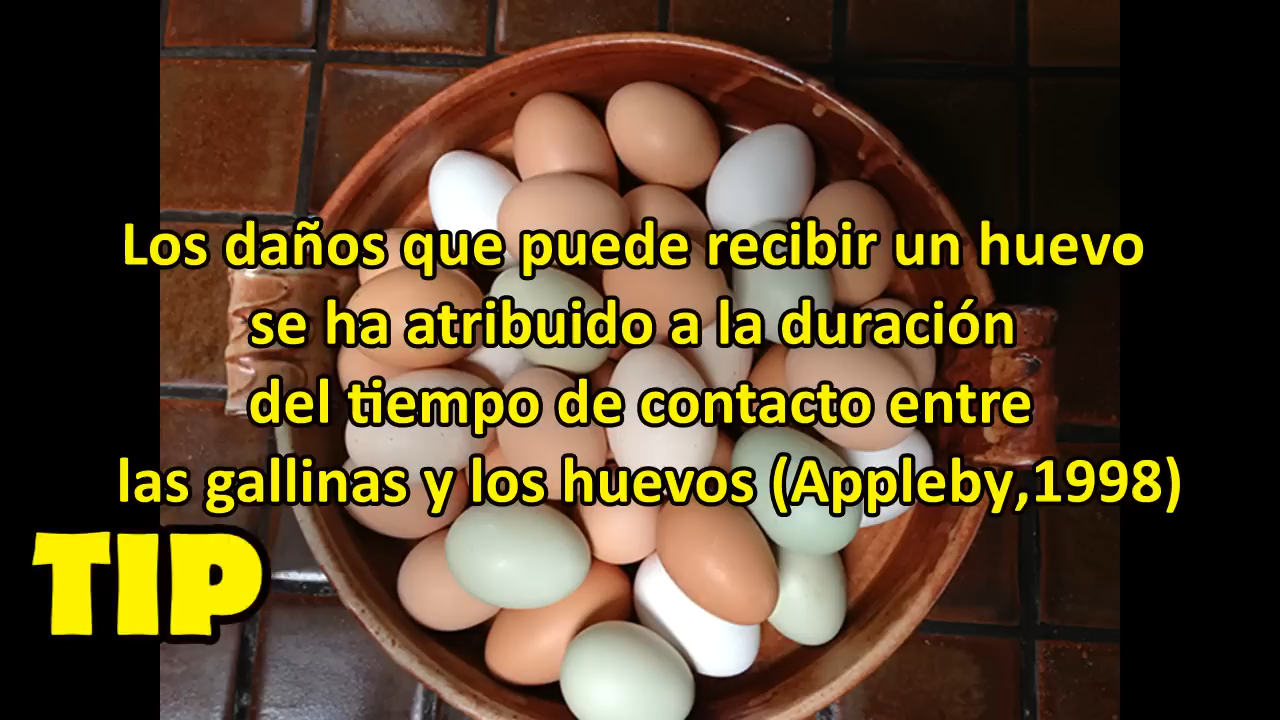 Los daños que puede recibir un huevo
se ha atribuido a la duración
del tiempo de contacto entre
las gallinas y los huevos (Appleby,1998)
TIP